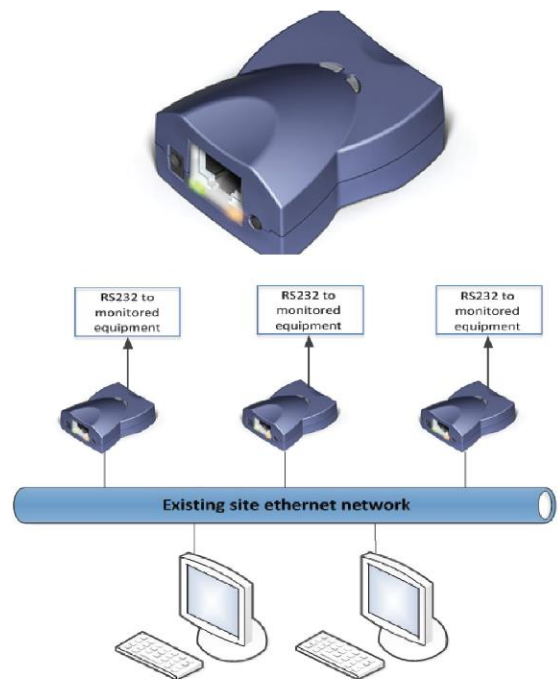 RS232 to
monitored
equipment
RS232 to
monitored
equipment
RS232 to
monitored
equipment
Existing site ethernet network